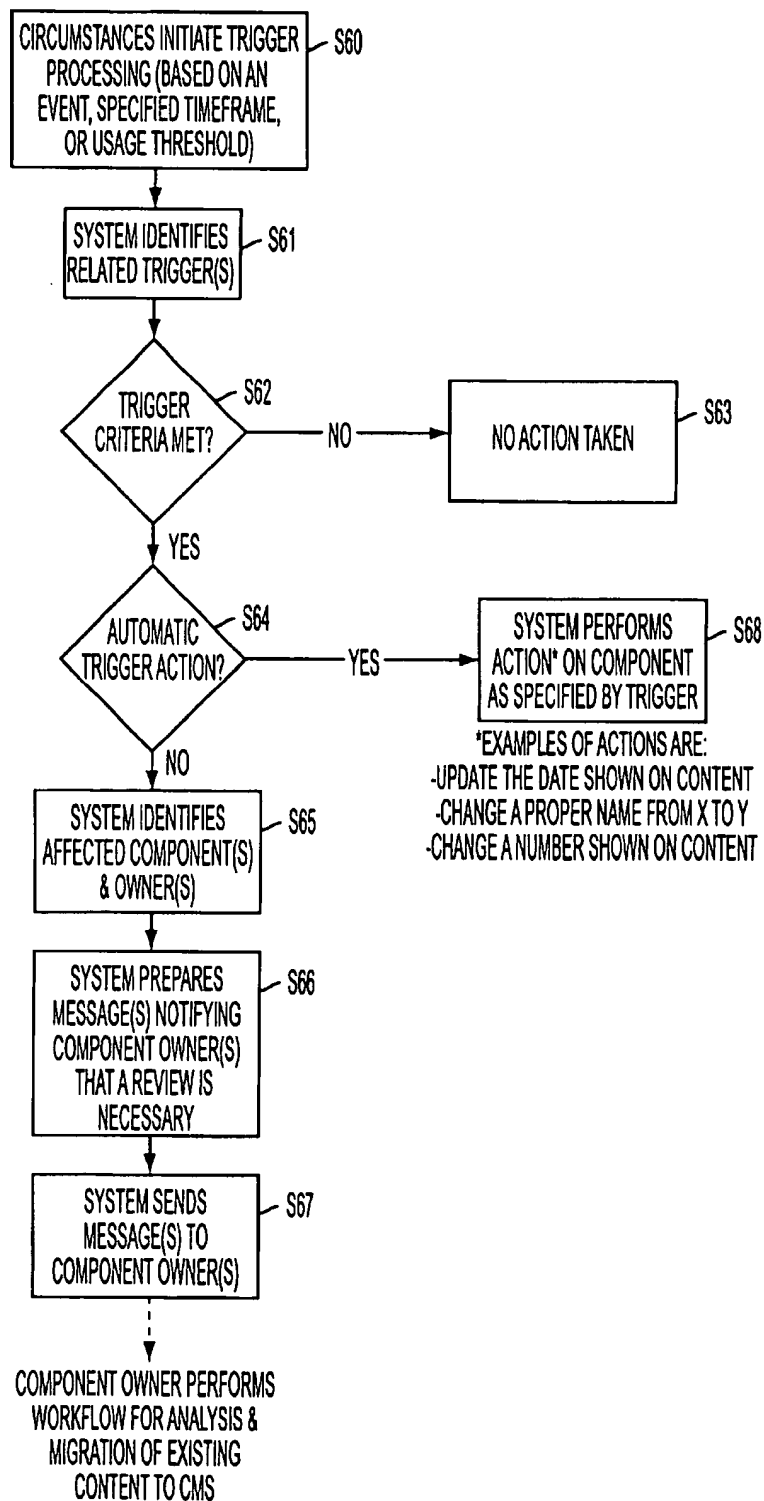 CIRCUMSTANCES INITIATE TRIGGER
PROCESSING (BASED ON AN
EVENT, SPECIFIED TIMEFRAME,
OR USAGE THRESHOLD)
S60
SYSTEM IDENTIFIES
RELATED TRIGGER(S)
S61
TRIGGER
CRITERIA MET?
S62
NO
NO ACTION TAKEN
S63
YES
AUTOMATIC
TRIGGER ACTION?
S64
YES
SYSTEM PERFORMS
ACTION* ON COMPONENT
AS SPECIFIED BY TRIGGER
S68
*EXAMPLES OF ACTIONS ARE:
-UPDATE THE DATE SHOWN ON CONTENT
-CHANGE A PROPER NAME FROM X TO Y
-CHANGE A NUMBER SHOWN ON CONTENT
NO
SYSTEM IDENTIFIES
AFFECTED COMPONENT(S)
& OWNER(S)
S65
SYSTEM PREPARES
MESSAGE(S) NOTIFYING
COMPONENT OWNER(S)
THAT A REVIEW IS
NECESSARY
S66
SYSTEM SENDS
MESSAGE(S) TO
COMPONENT OWNER(S)
S67
COMPONENT OWNER PERFORMS
WORKFLOW FOR ANALYSIS &
MIGRATION OF EXISTING
CONTENT TO CMS